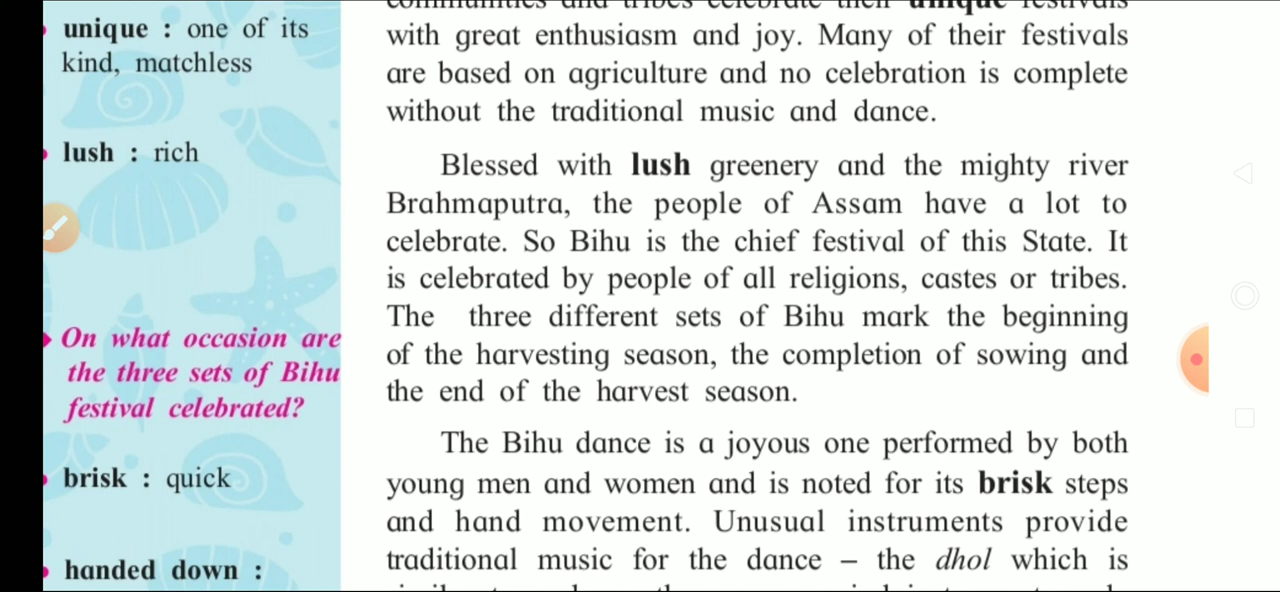 unique : one of its
kind, matchless
lush : rich
On what occasion are
the three sets of Bihu
festival celebrated?
brisk : quick
handed down :
communities and tribes celebrate their unique festivals
with great enthusiasm and joy. Many of their festivals
are based on agriculture and no celebration is complete
without the traditional music and dance.
Blessed with lush greenery and the mighty river
Brahmaputra, the people of Assam have a lot to
celebrate. So Bihu is the chief festival of this State. It
is celebrated by people of all religions, castes or tribes.
The three different sets of Bihu mark the beginning
of the harvesting season, the completion of sowing and
the end of the harvest season.
The Bihu dance is a joyous one performed by both
young men and women and is noted for its brisk steps
and hand movement. Unusual instruments provide
traditional music for the dance – the dhol which is